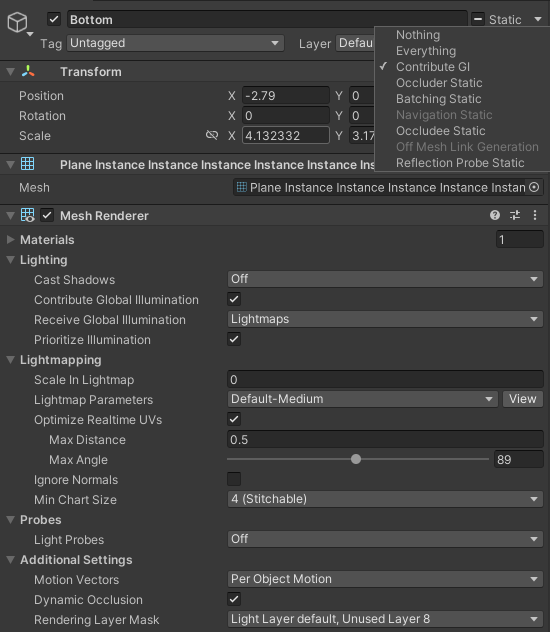 Bottom Static
Nothing
Everything
Contribute GI
Occluder Static
Batching Static
Navigation Static
Occludee Static
Off Mesh Link Generation
Reflection Probe Static
Tag Untagged Layer Defau
Transform
Position X -2.79 Y 0
Rotation X 0 Y 0
Scale X 4.132332 Y 3.17
Plane Instance Instance Instance Instance Instance
Mesh Plane Instance Instance Instance Instance Instan
Mesh Renderer
Materials 1
Lighting
Cast Shadows Off
Contribute Global Illumination
Receive Global Illumination Lightmaps
Prioritize Illumination
Lightmapping
Scale In Lightmap 0
Lightmap Parameters Default-Medium View
Optimize Realtime UVs
Max Distance 0.5
Max Angle 89
Ignore Normals
Min Chart Size 4 (Stitchable)
Probes
Light Probes Off
Additional Settings
Motion Vectors Per Object Motion
Dynamic Occlusion
Rendering Layer Mask Light Layer default, Unused Layer 8